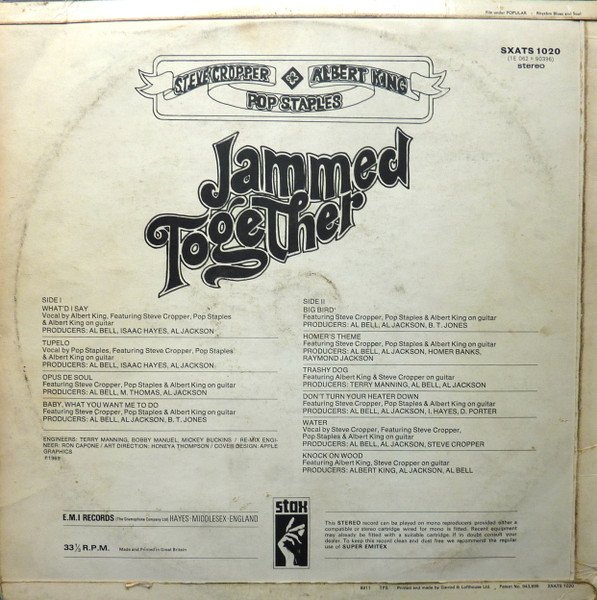 File under POPULAR : Rhythm Blues and Soul
SXATS 1020
(1E 062 o 90396)
stereo
STEVE CROPPER ALBERT KING
POP STAPLES
Jammed
Together
SIDE I
WHAT'D I SAY
Vocal by Albert King, Featuring Steve Cropper, Pop Staples
& Albert King on guitar
PRODUCERS: AL BELL, ISAAC HAYES, AL JACKSON
TUPELO
Vocal by Pop Staples, Featuring Steve Cropper, Pop Staples
& Albert King on guitar
PRODUCERS: AL BELL, ISAAC HAYES, AL JACKSON
OPUS DE SOUL
Featuring Steve Cropper, Pop Staples & Albert King on guitar
PRODUCERS: AL BELL, M. THOMAS, AL JACKSON
BABY, WHAT YOU WANT ME TO DO
Featuring Steve Cropper, Pop Staples & Albert King on guitar
PRODUCERS: AL BELL, AL JACKSON, B. T. JONES
ENGINEERS: TERRY MANNING, BOBBY MANUEL, MICKEY BUCKINS / RE-MIX ENGI-
NEER: RON CAPONE / ART DIRECTION: HONEYA THOMPSON / COVER DESIGN: APPLE
GRAPHICS
℗ 1969
SIDE II
BIG BIRD
Featuring Steve Cropper, Pop Staples & Albert King on guitar
PRODUCERS: AL BELL, AL JACKSON, B. T. JONES
HOMER'S THEME
Featuring Steve Cropper, Pop Staples & Albert King on guitar
PRODUCERS: AL BELL, AL JACKSON, HOMER BANKS,
RAYMOND JACKSON
TRASHY DOG
Featuring Albert King & Steve Cropper on guitar
PRODUCERS: TERRY MANNING, AL BELL, AL JACKSON
DON'T TURN YOUR HEATER DOWN
Featuring Steve Cropper, Pop Staples & Albert King on guitar
PRODUCERS: AL BELL, AL JACKSON, I. HAYES, D. PORTER
WATER
Vocal by Steve Cropper, Featuring Steve Cropper,
Pop Staples & Albert King on guitar
PRODUCERS: AL BELL, AL JACKSON, STEVE CROPPER
KNOCK ON WOOD
Featuring Albert King, Steve Cropper on guitar
PRODUCERS: ALBERT KING, AL JACKSON, AL BELL
E.M.I RECORDS (The Gramophone Company Ltd) HAYES · MIDDLESEX · ENGLAND
33⅓ R.P.M. Made and Printed in Great Britain
stax
This STEREO record can be played on mono reproducers provided either a
compatible or stereo cartridge wired for mono is fitted. Recent equipment
may already be fitted with a suitable cartridge. If in doubt consult your
dealer. To keep this record clean and dust free we recommend the regular
use of SUPER EMITEX
6911 TPS Printed and made by Garrod & Lofthouse Ltd. Patent No. 943,895 SXATS 1020